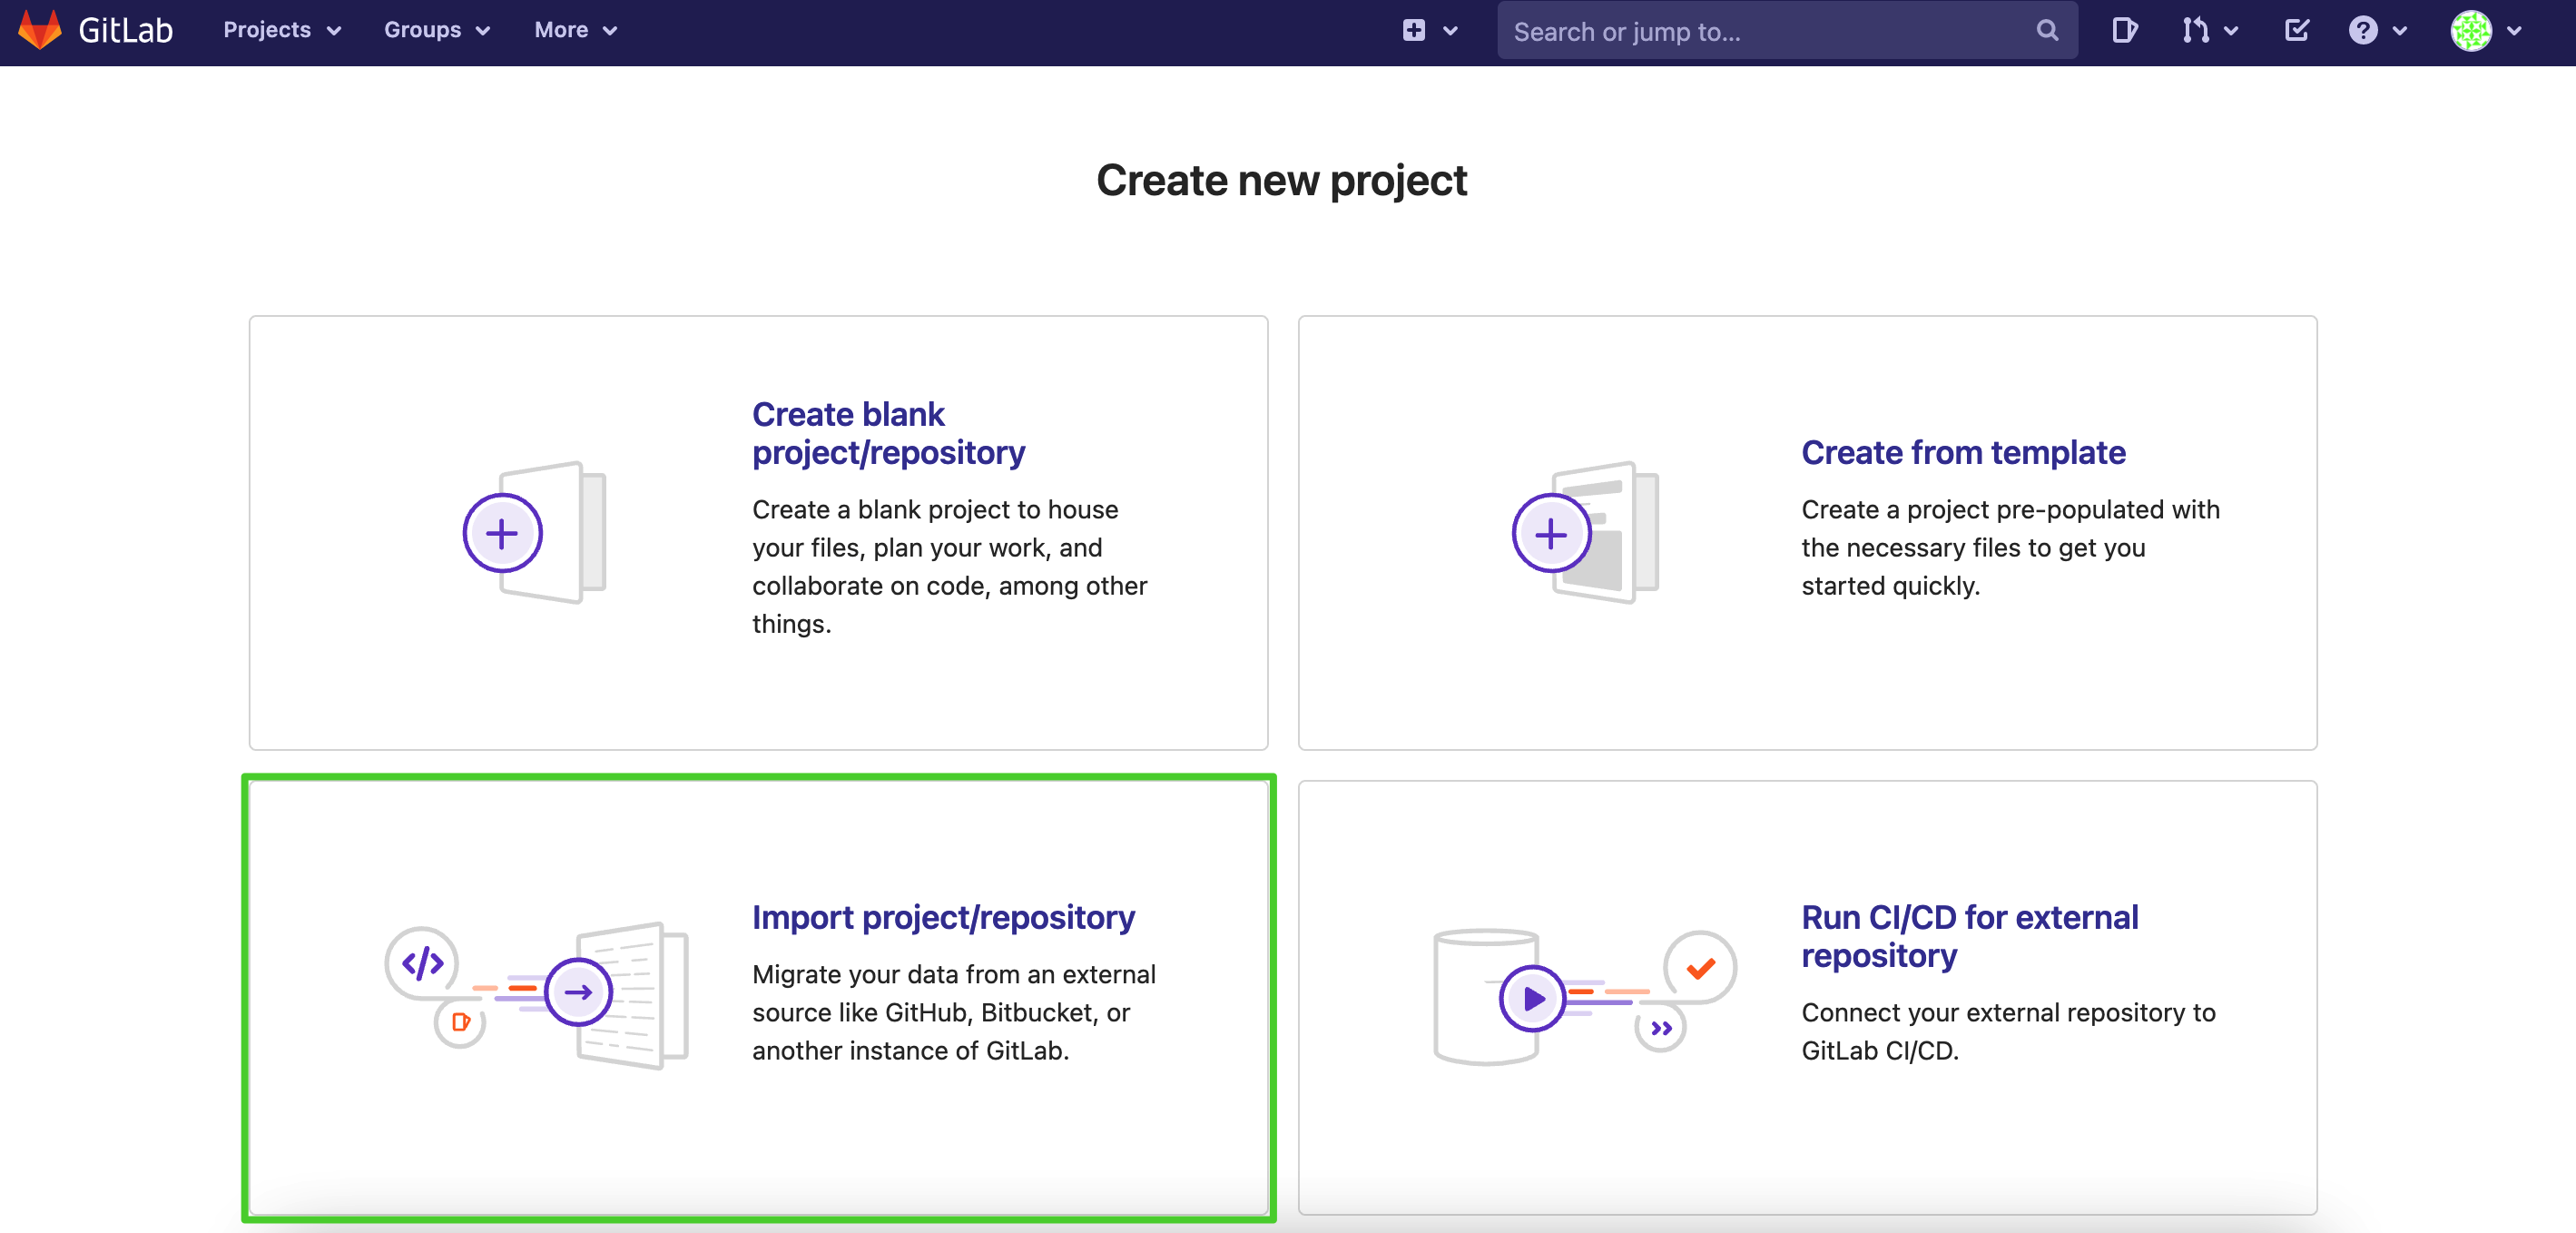 GitLab
Projects
Groups
More
Search or jump to...
Create new project
Create blank
project/repository
Create a blank project to house
your files, plan your work, and
collaborate on code, among other
things.
Create from template
Create a project pre-populated with
the necessary files to get you
started quickly.
Import project/repository
Migrate your data from an external
source like GitHub, Bitbucket, or
another instance of GitLab.
Run CI/CD for external
repository
Connect your external repository to
GitLab CI/CD.